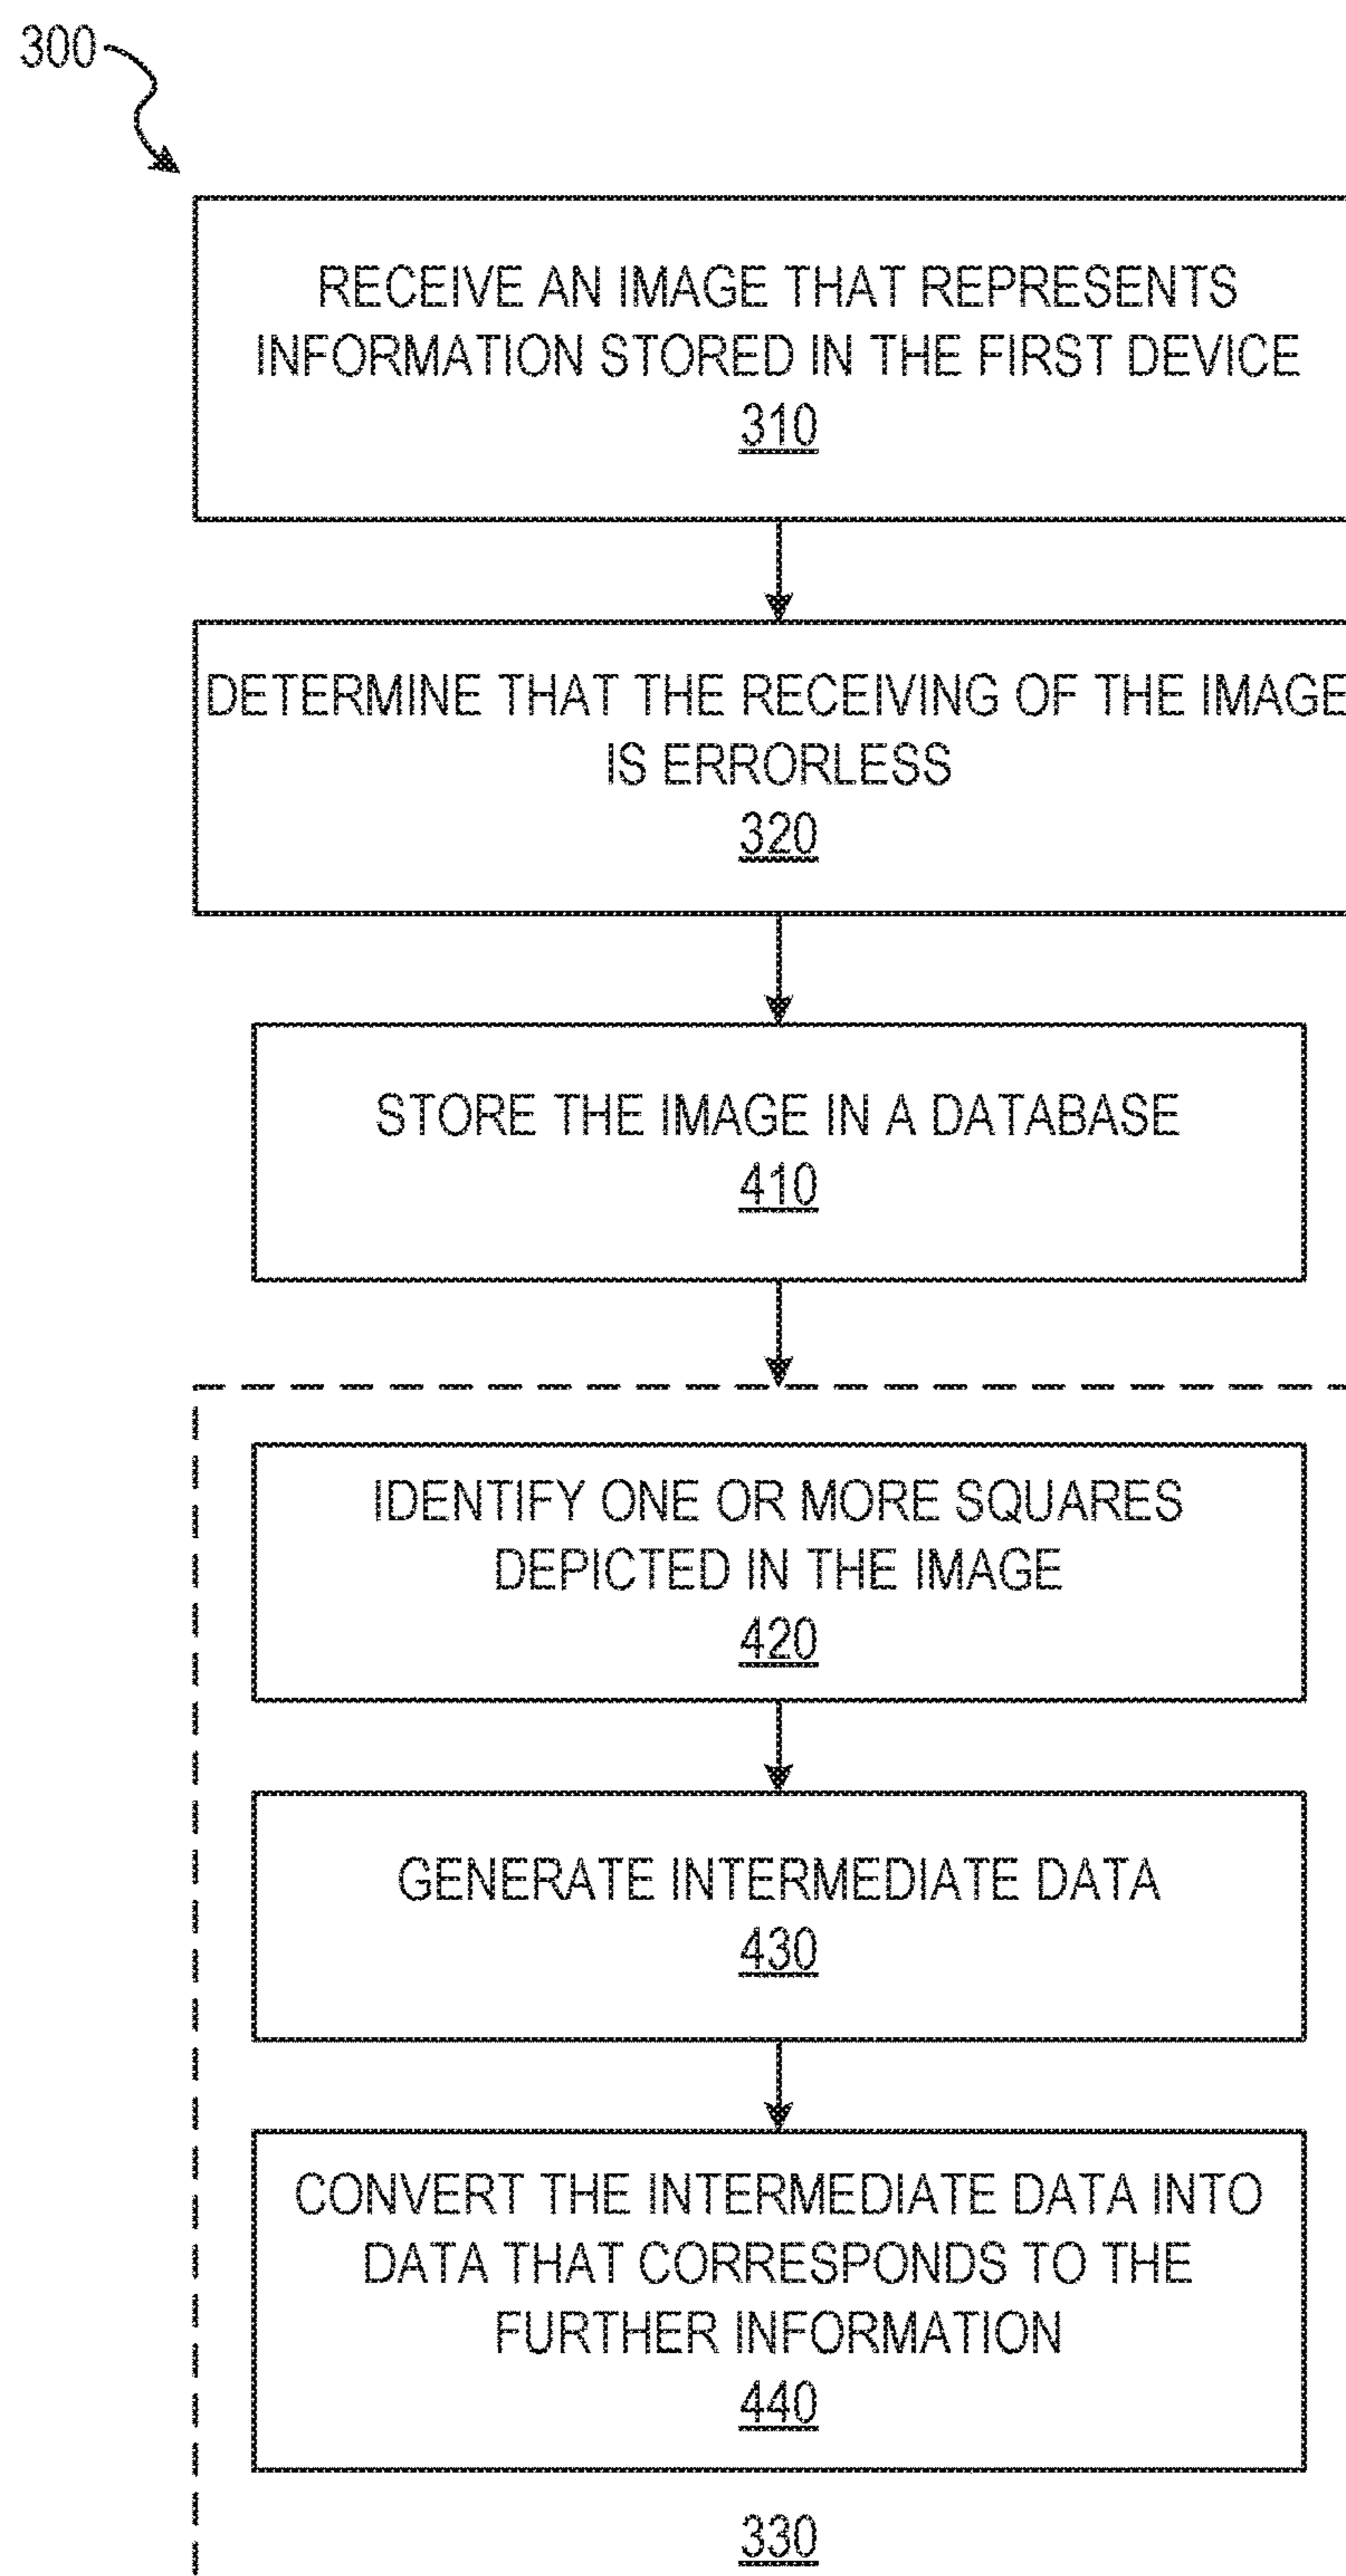 300
RECEIVE AN IMAGE THAT REPRESENTS
INFORMATION STORED IN THE FIRST DEVICE
310
DETERMINE THAT THE RECEIVING OF THE IMAGE
IS ERRORLESS
320
STORE THE IMAGE IN A DATABASE
410
IDENTIFY ONE OR MORE SQUARES
DEPICTED IN THE IMAGE
420
GENERATE INTERMEDIATE DATA
430
CONVERT THE INTERMEDIATE DATA INTO
DATA THAT CORRESPONDS TO THE
FURTHER INFORMATION
440
330